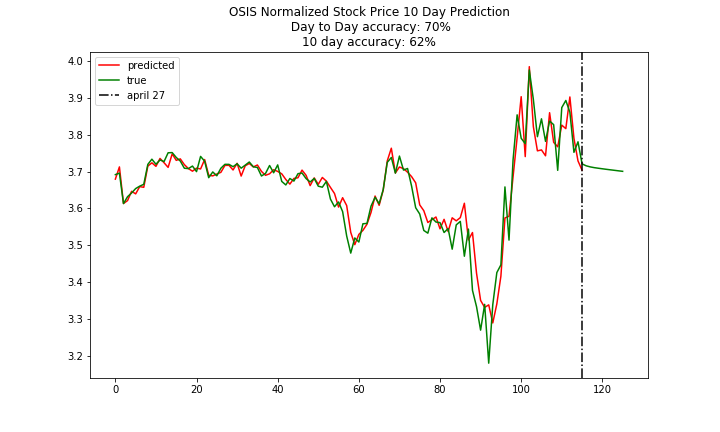 OSIS Normalized Stock Price 10 Day Prediction
Day to Day accuracy: 70%
10 day accuracy: 62%
predicted
true
april 27
4.0
3.9
3.8
3.7
3.6
3.5
3.4
3.3
3.2
0 20 40 60 80 100 120